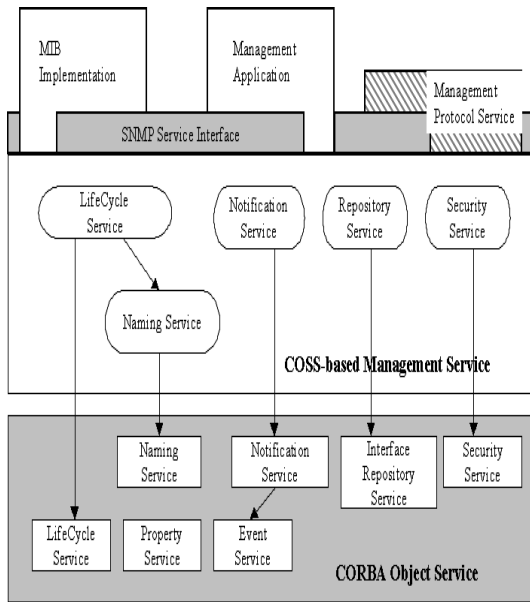 MIB
Implementation
Management
Application
Management
Protocol Service
SNMP Service Interface
LifeCycle
Service
Notification
Service
Repository
Service
Security
Service
Naming Service
COSS-based Management Service
Naming
Service
Notification
Service
Interface
Repository
Service
Security
Service
LifeCycle
Service
Property
Service
Event
Service
CORBA Object Service